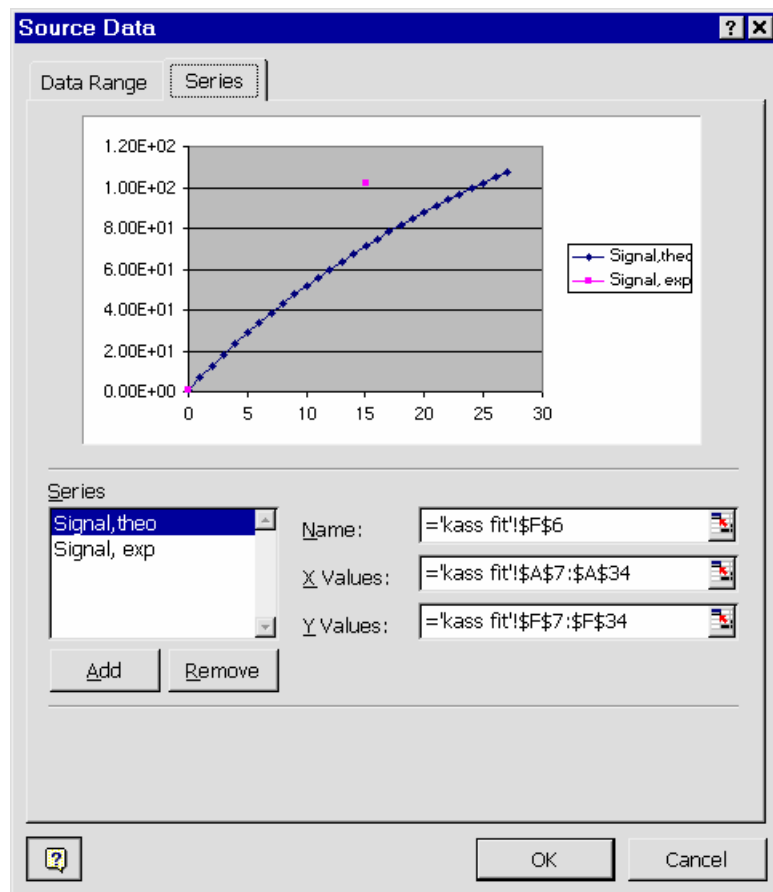 Source Data
Data Range Series
1.20E+02
1.00E+02
8.00E+01
6.00E+01
4.00E+01
2.00E+01
0.00E+00
0 5 10 15 20 25 30
Signal,theo
Signal, exp
Series
Signal,theo
Signal, exp
Name: ='kass fit'!$F$6
X Values: ='kass fit'!$A$7:$A$34
Y Values: ='kass fit'!$F$7:$F$34
Add Remove
OK Cancel